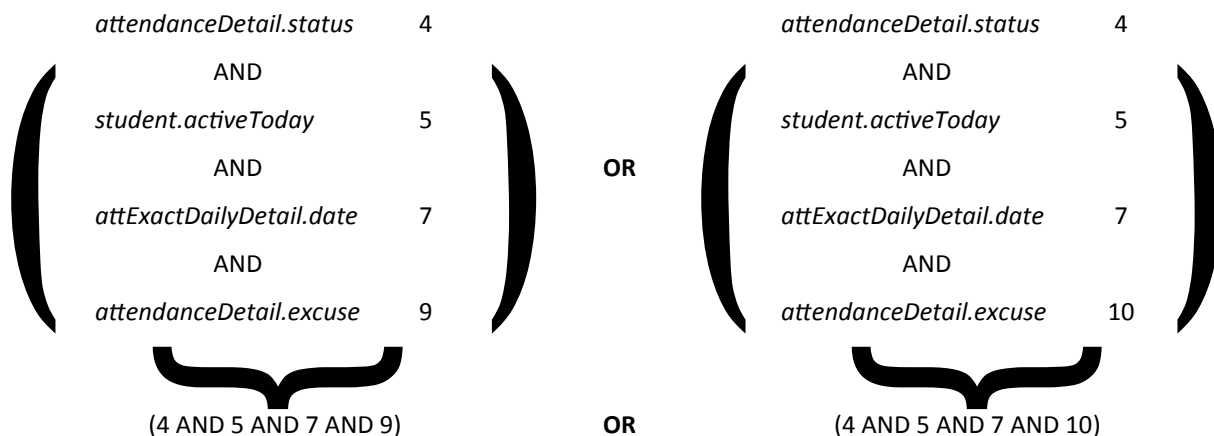 attendanceDetail.status 4
AND
student.activeToday 5
AND
attExactDailyDetail.date 7
AND
attendanceDetail.excuse 9
(4 AND 5 AND 7 AND 9)
OR
OR
attendanceDetail.status 4
AND
student.activeToday 5
AND
attExactDailyDetail.date 7
AND
attendanceDetail.excuse 10
(4 AND 5 AND 7 AND 10)